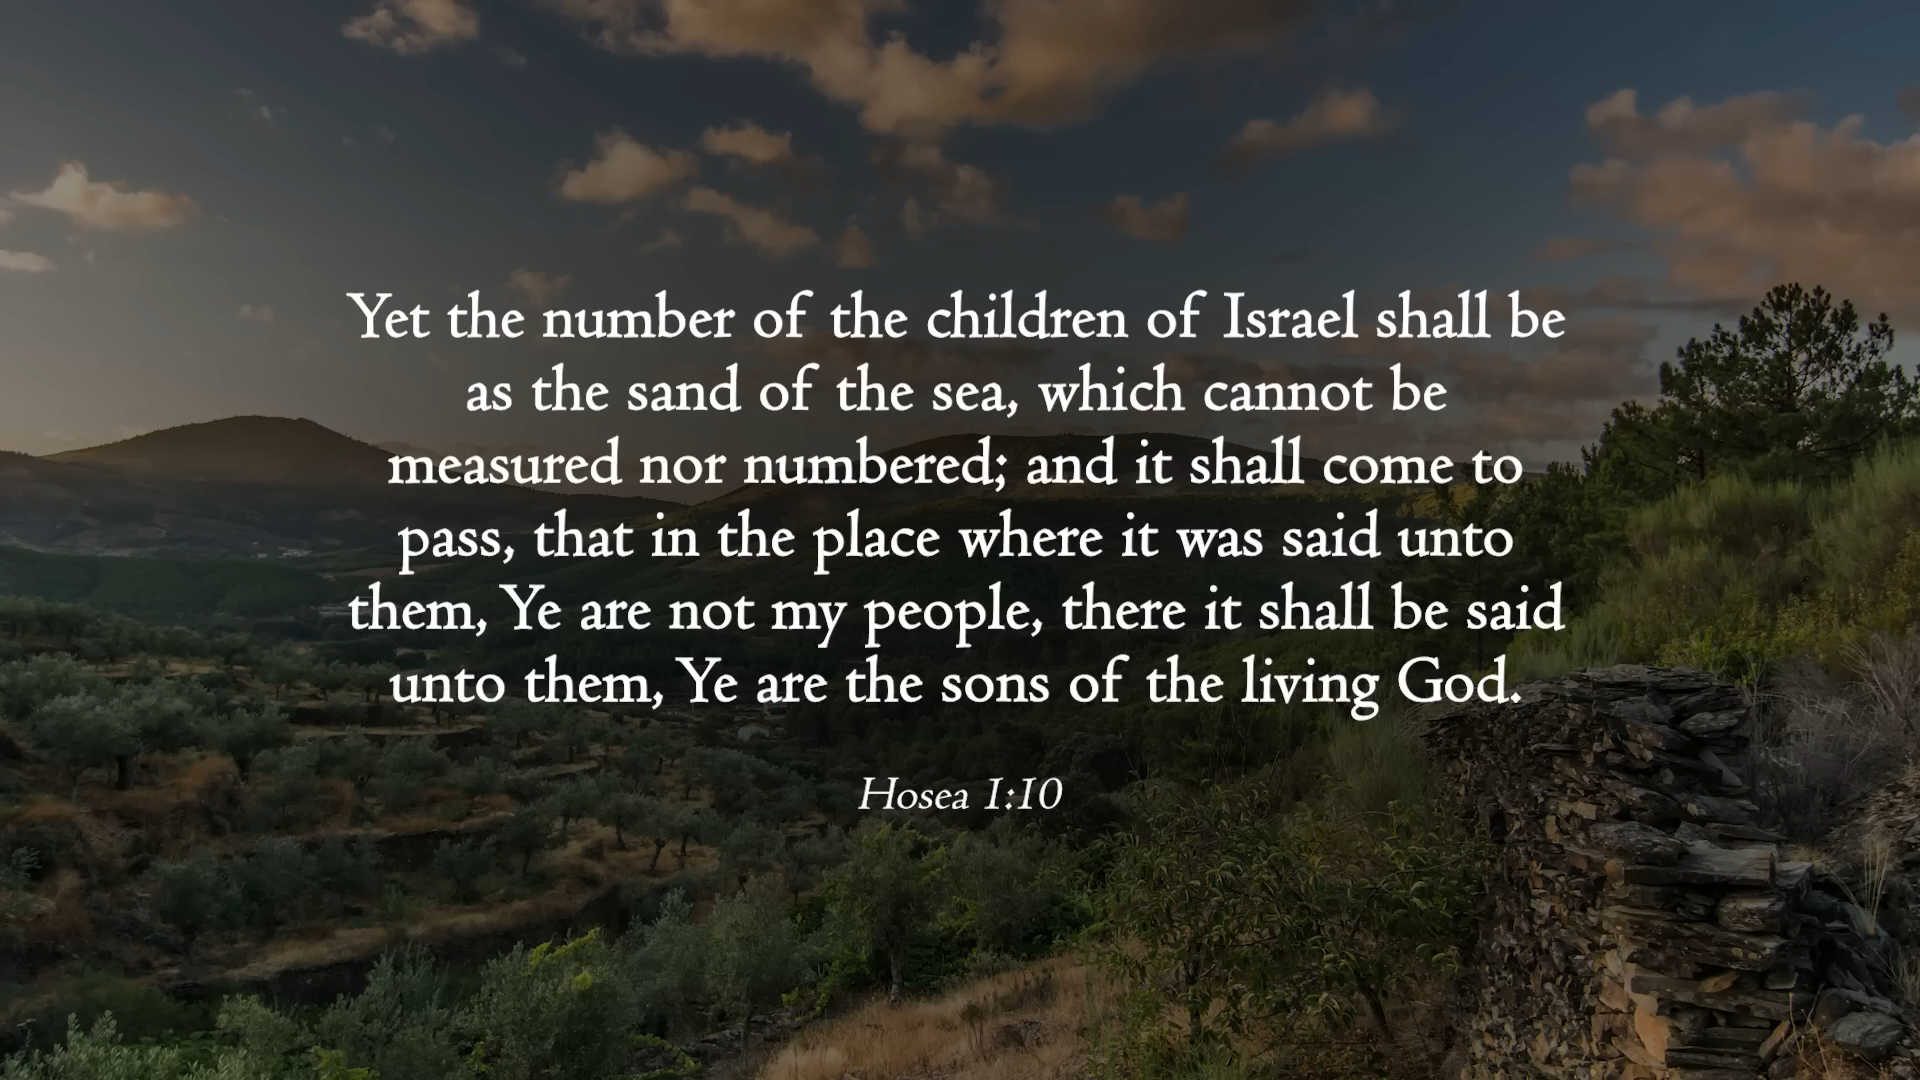 Yet the number of the children of Israel shall be
as the sand of the sea, which cannot be
measured nor numbered; and it shall come to
pass, that in the place where it was said unto
them, Ye are not my people, there it shall be said
unto them, Ye are the sons of the living God.
Hosea 1:10